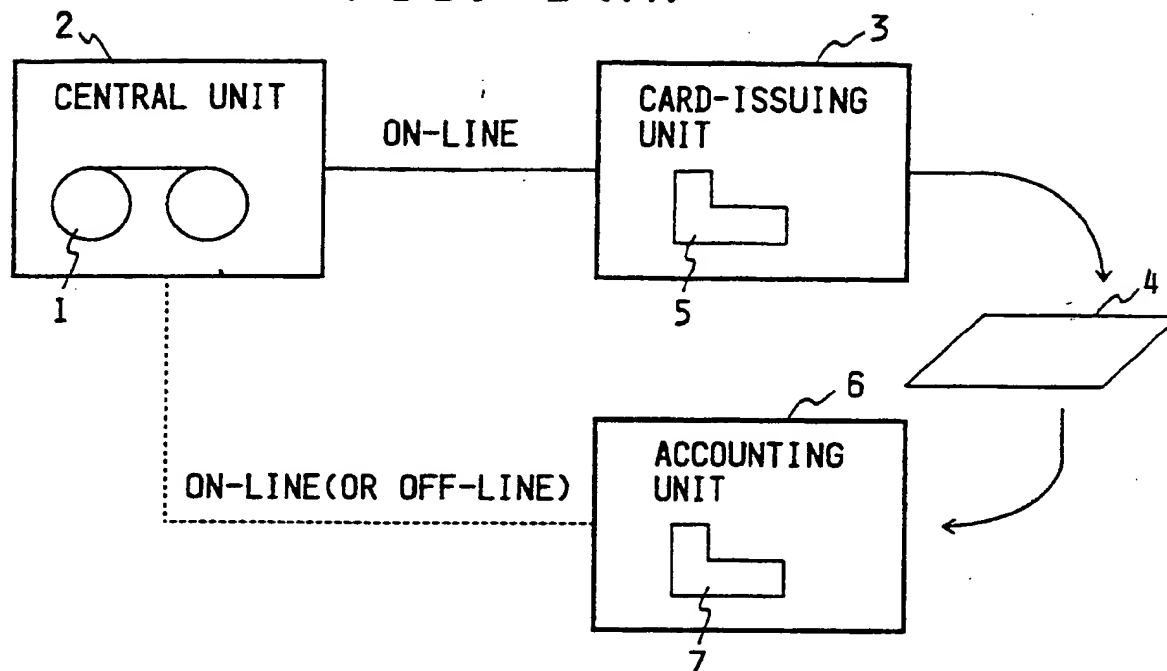 2
3
CENTRAL UNIT
CARD-ISSUING
UNIT
ON-LINE
1
5
4
6
ACCOUNTING
UNIT
ON-LINE(OR OFF-LINE)
7